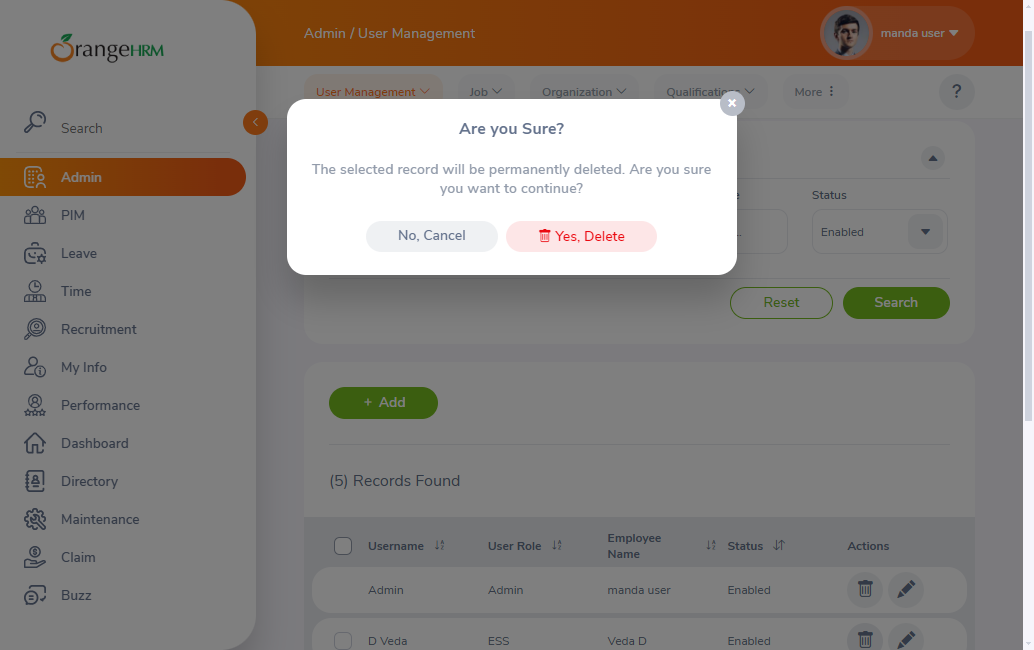 OrangeHRM
Search
Admin
PIM
Leave
Time
Recruitment
My Info
Performance
Dashboard
Directory
Maintenance
Claim
Buzz
Admin / User Management
manda user
User Management
Job
Organization
Qualifications
More
?
Are you Sure?
The selected record will be permanently deleted. Are you sure
you want to continue?
No, Cancel
Yes, Delete
Status
Enabled
Reset
Search
+ Add
(5) Records Found
Username
User Role
Employee
Name
Status
Actions
Admin
Admin
manda user
Enabled
D Veda
ESS
Veda D
Enabled